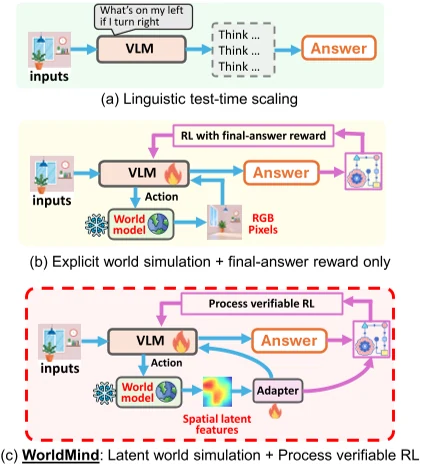 What's on my left
if I turn right
VLM
inputs
Think ...
Think ...
Think ...
Answer
(a) Linguistic test-time scaling
RL with final-answer reward
VLM
Answer
inputs
Action
World
model
RGB
Pixels
(b) Explicit world simulation + final-answer reward only
Process verifiable RL
VLM
Answer
inputs
Action
World
model
Adapter
Spatial latent
features
(c) WorldMind: Latent world simulation + Process verifiable RL